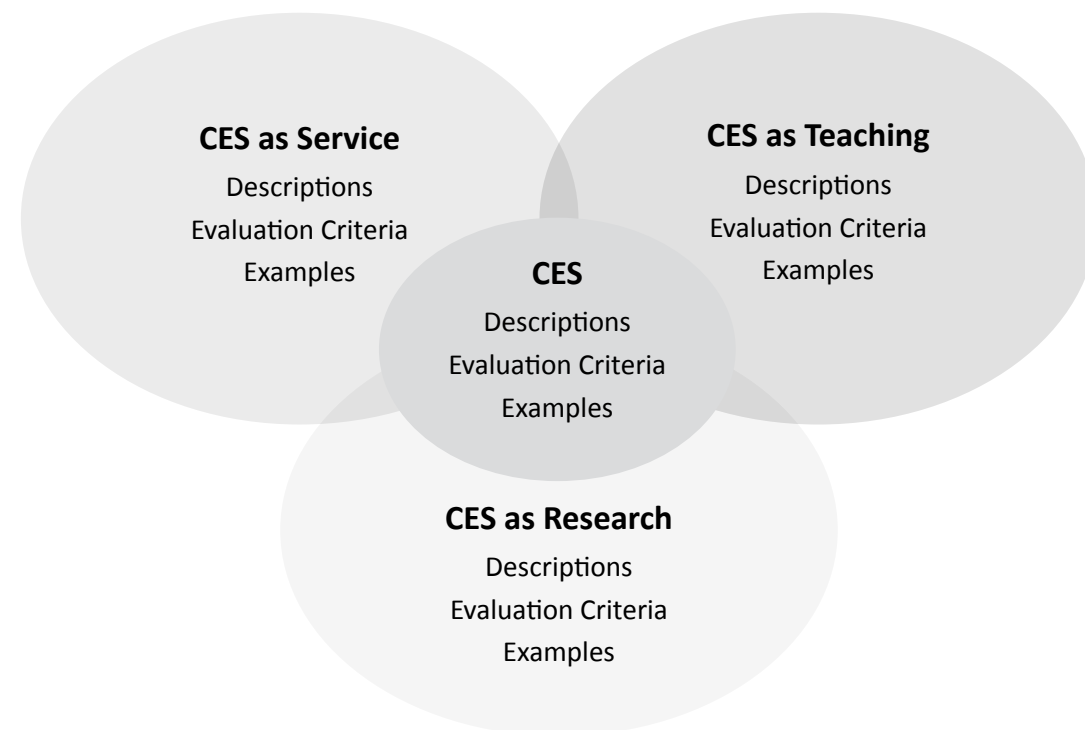 CES as Service
Descriptions
Evaluation Criteria
Examples
CES as Teaching
Descriptions
Evaluation Criteria
Examples
CES
Descriptions
Evaluation Criteria
Examples
CES as Research
Descriptions
Evaluation Criteria
Examples